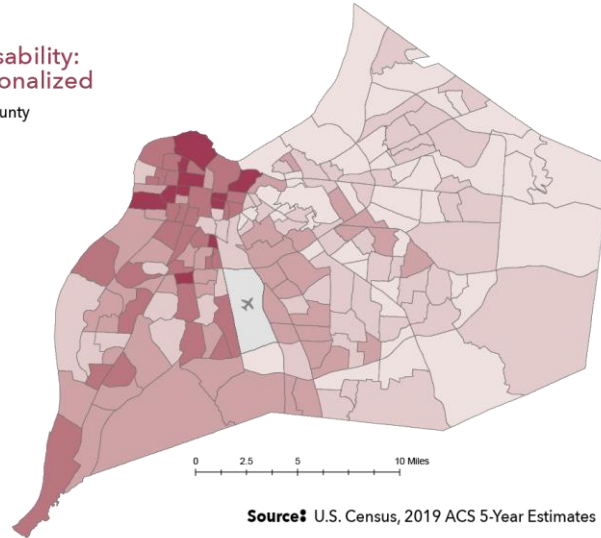 sability:
onalized
unty
0 2.5 5 10 Miles
Source: U.S. Census, 2019 ACS 5-Year Estimates